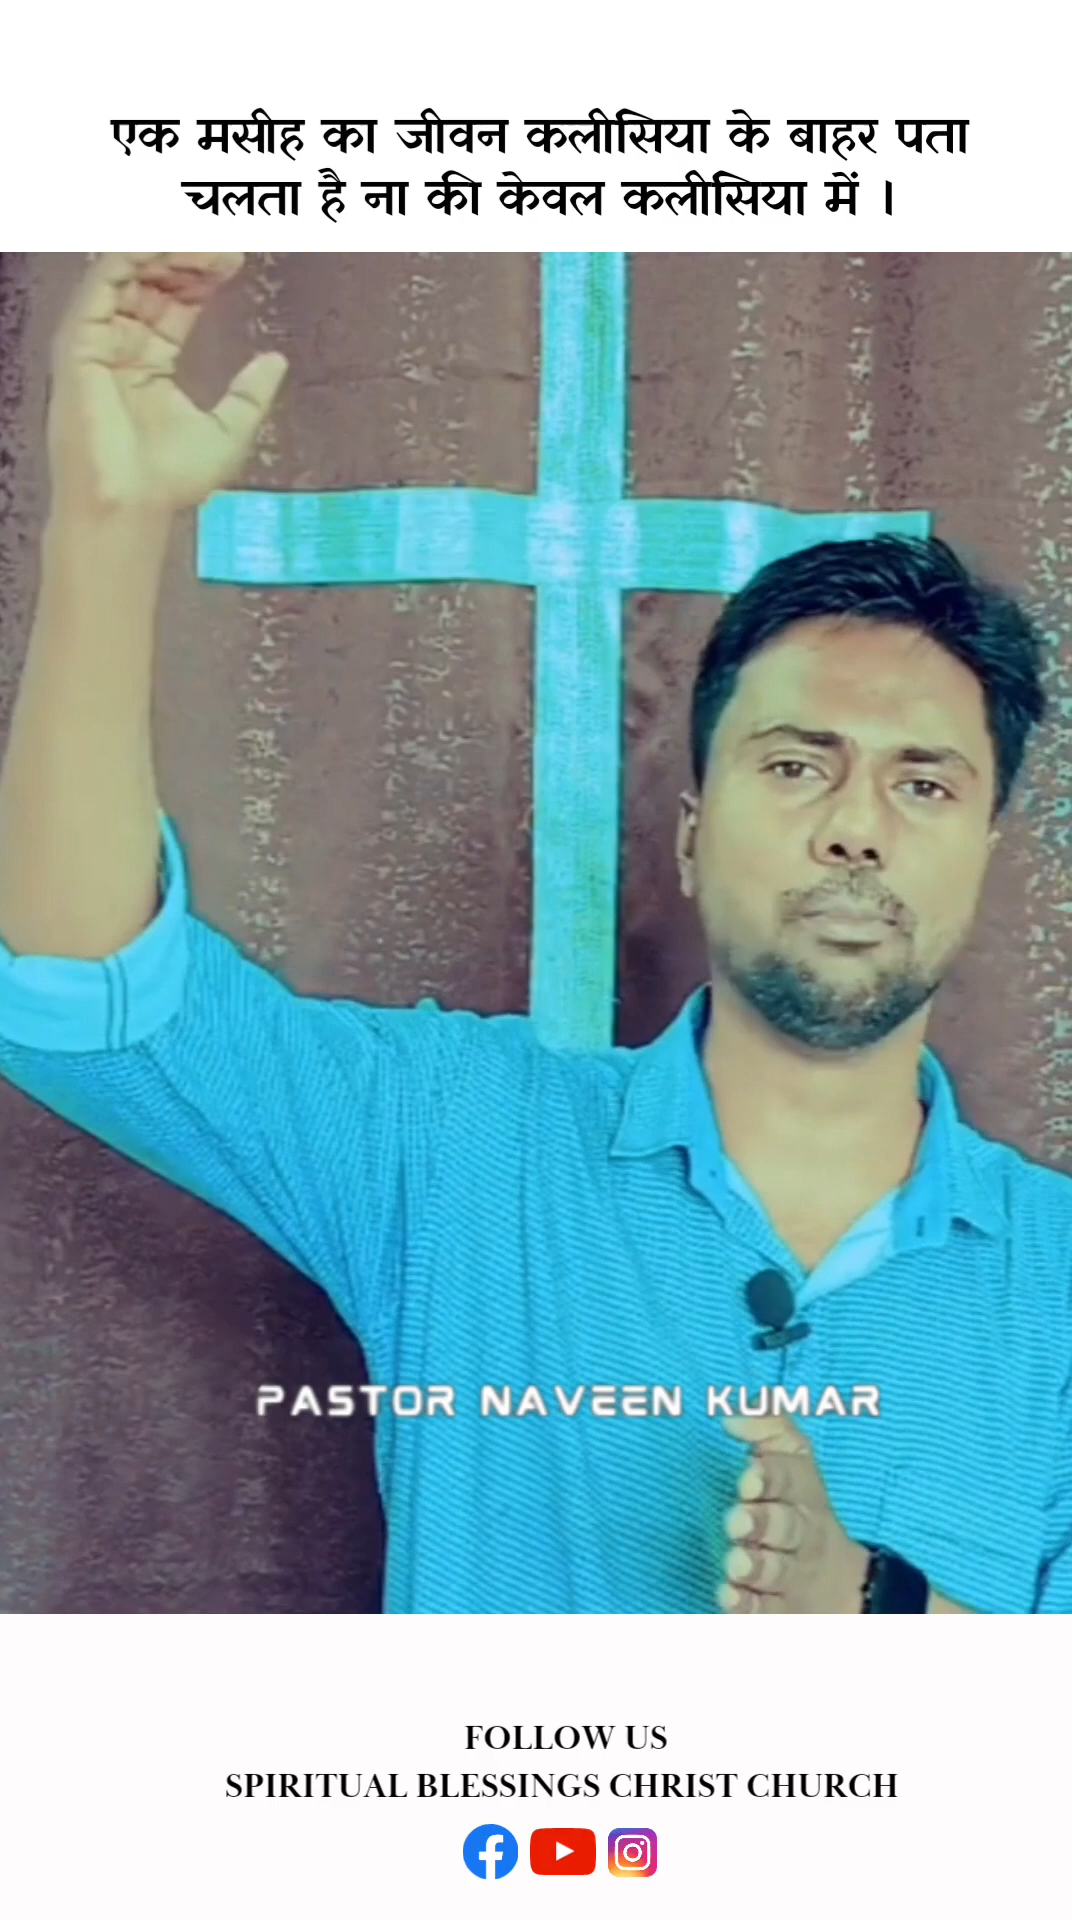 एक मसीह का जीवन कलीसिया के बाहर पता
चलता है ना की केवल कलीसिया में ।
PASTOR NAVEEN KUMAR
FOLLOW US
SPIRITUAL BLESSINGS CHRIST CHURCH